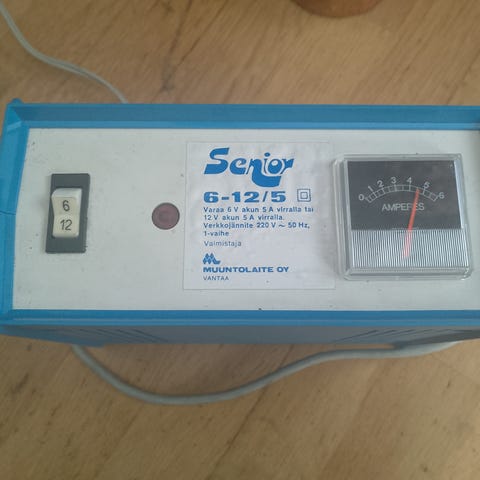 6
12
Senior
6-12/5
Varaa 6 V akun 5 A virralla tai
12 V akun 5 A virralla.
Verkkojännite 220 V ~ 50 Hz,
1-vaihe
Valmistaja
MUUNTOLAITE OY
VANTAA
0 1 2 3 4 5 6
AMPERES